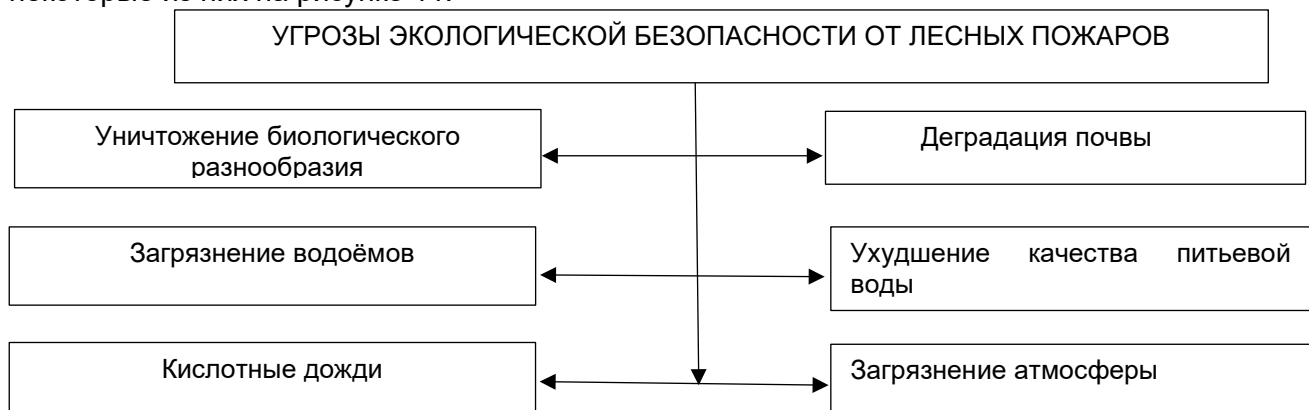 УГРОЗЫ ЭКОЛОГИЧЕСКОЙ БЕЗОПАСНОСТИ ОТ ЛЕСНЫХ ПОЖАРОВ
Уничтожение биологического
разнообразия
Деградация почвы
Загрязнение водоёмов
Ухудшение качества питьевой
воды
Кислотные дожди
Загрязнение атмосферы